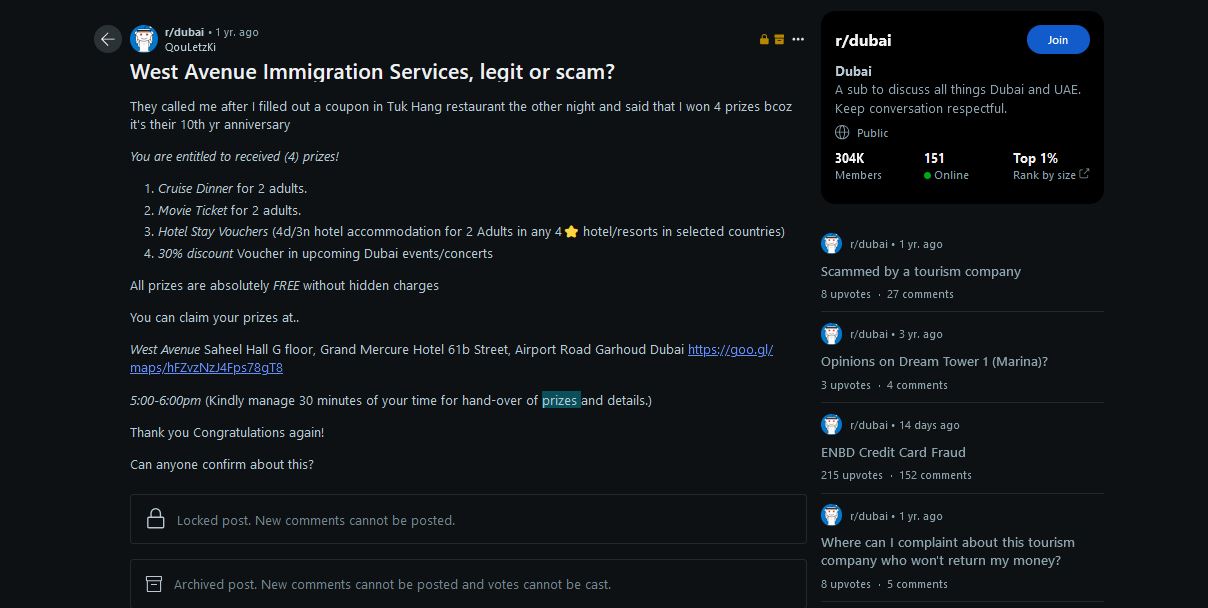 r/dubai • 1 yr. ago
QouLetzKi
West Avenue Immigration Services, legit or scam?
They called me after I filled out a coupon in Tuk Hang restaurant the other night and said that I won 4 prizes bcoz
it's their 10th yr anniversary
You are entitled to received (4) prizes!
1. Cruise Dinner for 2 adults.
2. Movie Ticket for 2 adults.
3. Hotel Stay Vouchers (4d/3n hotel accommodation for 2 Adults in any 4⭐ hotel/resorts in selected countries)
4. 30% discount Voucher in upcoming Dubai events/concerts
All prizes are absolutely FREE without hidden charges
You can claim your prizes at..
West Avenue Saheel Hall G floor, Grand Mercure Hotel 61b Street, Airport Road Garhoud Dubai https://goo.gl/
maps/hFZvzNzJ4Fps78gT8
5:00-6:00pm (Kindly manage 30 minutes of your time for hand-over of prizes and details.)
Thank you Congratulations again!
Can anyone confirm about this?
Locked post. New comments cannot be posted.
Archived post. New comments cannot be posted and votes cannot be cast.
r/dubai
Join
Dubai
A sub to discuss all things Dubai and UAE.
Keep conversation respectful.
Public
304K 151 Top 1%
Members Online Rank by size
r/dubai • 1 yr. ago
Scammed by a tourism company
8 upvotes · 27 comments
r/dubai • 3 yr. ago
Opinions on Dream Tower 1 (Marina)?
3 upvotes · 4 comments
r/dubai • 14 days ago
ENBD Credit Card Fraud
215 upvotes · 152 comments
r/dubai • 1 yr. ago
Where can I complaint about this tourism
company who won't return my money?
8 upvotes · 5 comments